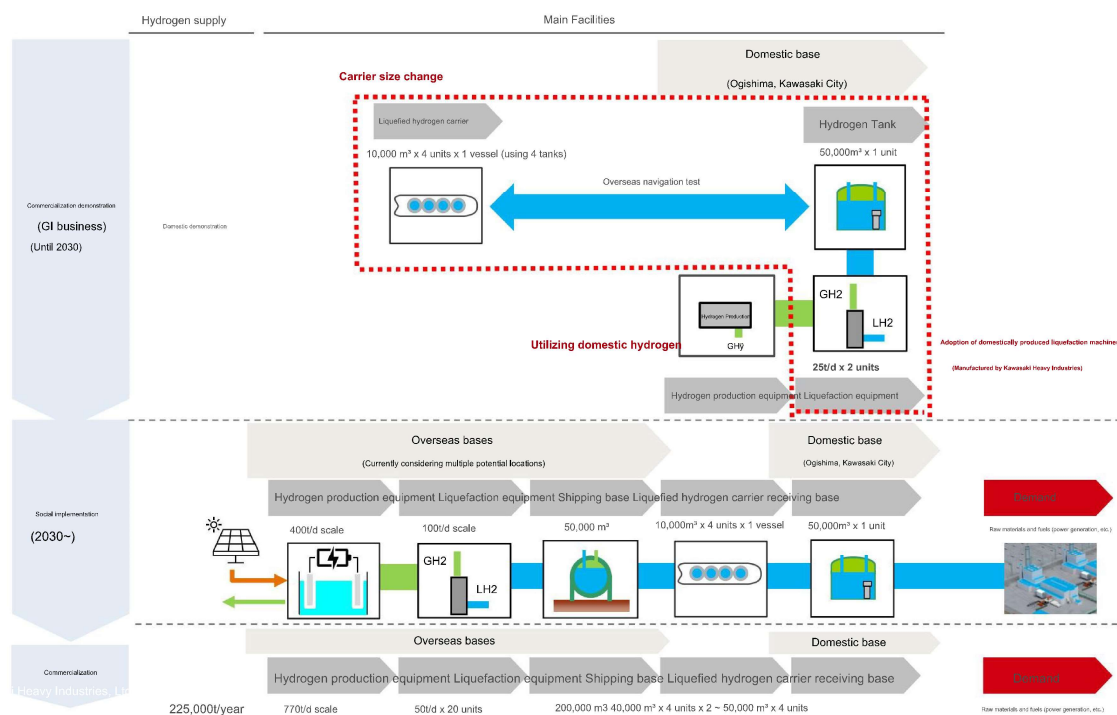 Hydrogen supply
Main Facilities
Domestic base
(Ogishima, Kawasaki City)
Carrier size change
Liquefied hydrogen carrier
Hydrogen Tank
10,000 m³ x 4 units x 1 vessel (using 4 tanks)
50,000m³ x 1 unit
Overseas navigation test
Commercialization demonstration
(GI business)
(Until 2030)
Domestic demonstration
GH2
LH2
Hydrogen Production
GHÿ
Utilizing domestic hydrogen
Adoption of domestically produced liquefaction machine
(Manufactured by Kawasaki Heavy Industries)
25t/d x 2 units
Hydrogen production equipment Liquefaction equipment
Overseas bases
(Currently considering multiple potential locations)
Domestic base
(Ogishima, Kawasaki City)
Hydrogen production equipment Liquefaction equipment Shipping base Liquefied hydrogen carrier receiving base
Demand
Social implementation
(2030~)
400t/d scale
100t/d scale
50,000 m³
10,000m³ x 4 units x 1 vessel
50,000m³ x 1 unit
Raw materials and fuels (power generation, etc.)
GH2
LH2
Overseas bases
Domestic base
Commercialization
Hydrogen production equipment Liquefaction equipment Shipping base Liquefied hydrogen carrier receiving base
Demand
Heavy Industries, Lt
225,000t/year
770t/d scale
50t/d x 20 units
200,000 m3 40,000 m³ x 4 units x 2 ~ 50,000 m³ x 4 units
Raw materials and fuels (power generation, etc.)